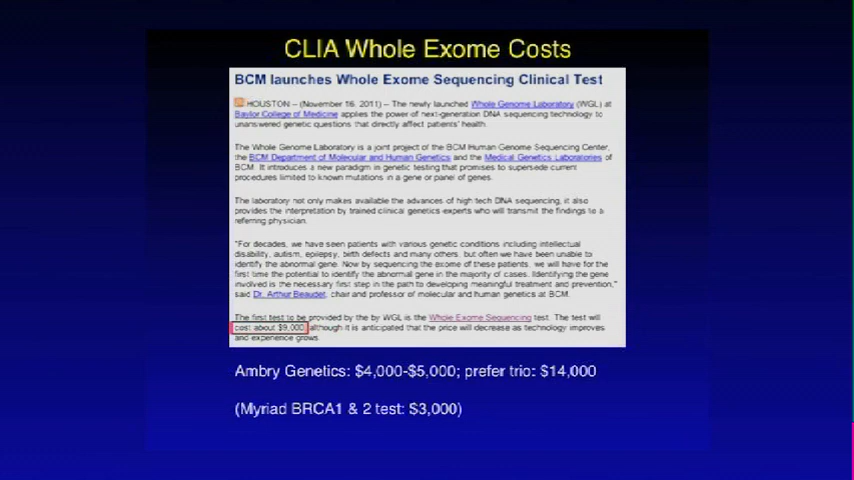 CLIA Whole Exome Costs
BCM launches Whole Exome Sequencing Clinical Test
HOUSTON -- (November 16, 2011) -- The newly launched Whole Genome Laboratory (WGL) at
Baylor College of Medicine applies the power of next-generation DNA sequencing technology to
unanswered genetic questions that directly affect patients' health.
The Whole Genome Laboratory is a joint project of the BCM Human Genome Sequencing Center,
the BCM Department of Molecular and Human Genetics and the Medical Genetics Laboratories of
BCM. It introduces a new paradigm in genetic testing that promises to supersede current
procedures limited to known mutations in a gene or panel of genes.
The laboratory not only makes available the advances of high tech DNA sequencing, it also
provides the interpretation by trained clinical genetics experts who will transmit the findings to a
referring physician.
"For decades, we have seen patients with various genetic conditions including intellectual
disability, autism, epilepsy, birth defects and many others, but often we have been unable to
identify the abnormal gene. Now by sequencing the exome of these patients, we will have for the
first time the potential to identify the abnormal gene in the majority of cases. Identifying the gene
involved is the necessary first step in the path to developing meaningful treatment and prevention,"
said Dr. Arthur Beaudet, chair and professor of molecular and human genetics at BCM.
The first test to be provided by the by WGL is the Whole Exome Sequencing test. The test will
cost about $9,000, although it is anticipated that the price will decrease as technology improves
and experience grows.
Ambry Genetics: $4,000-$5,000; prefer trio: $14,000
(Myriad BRCA1 & 2 test: $3,000)